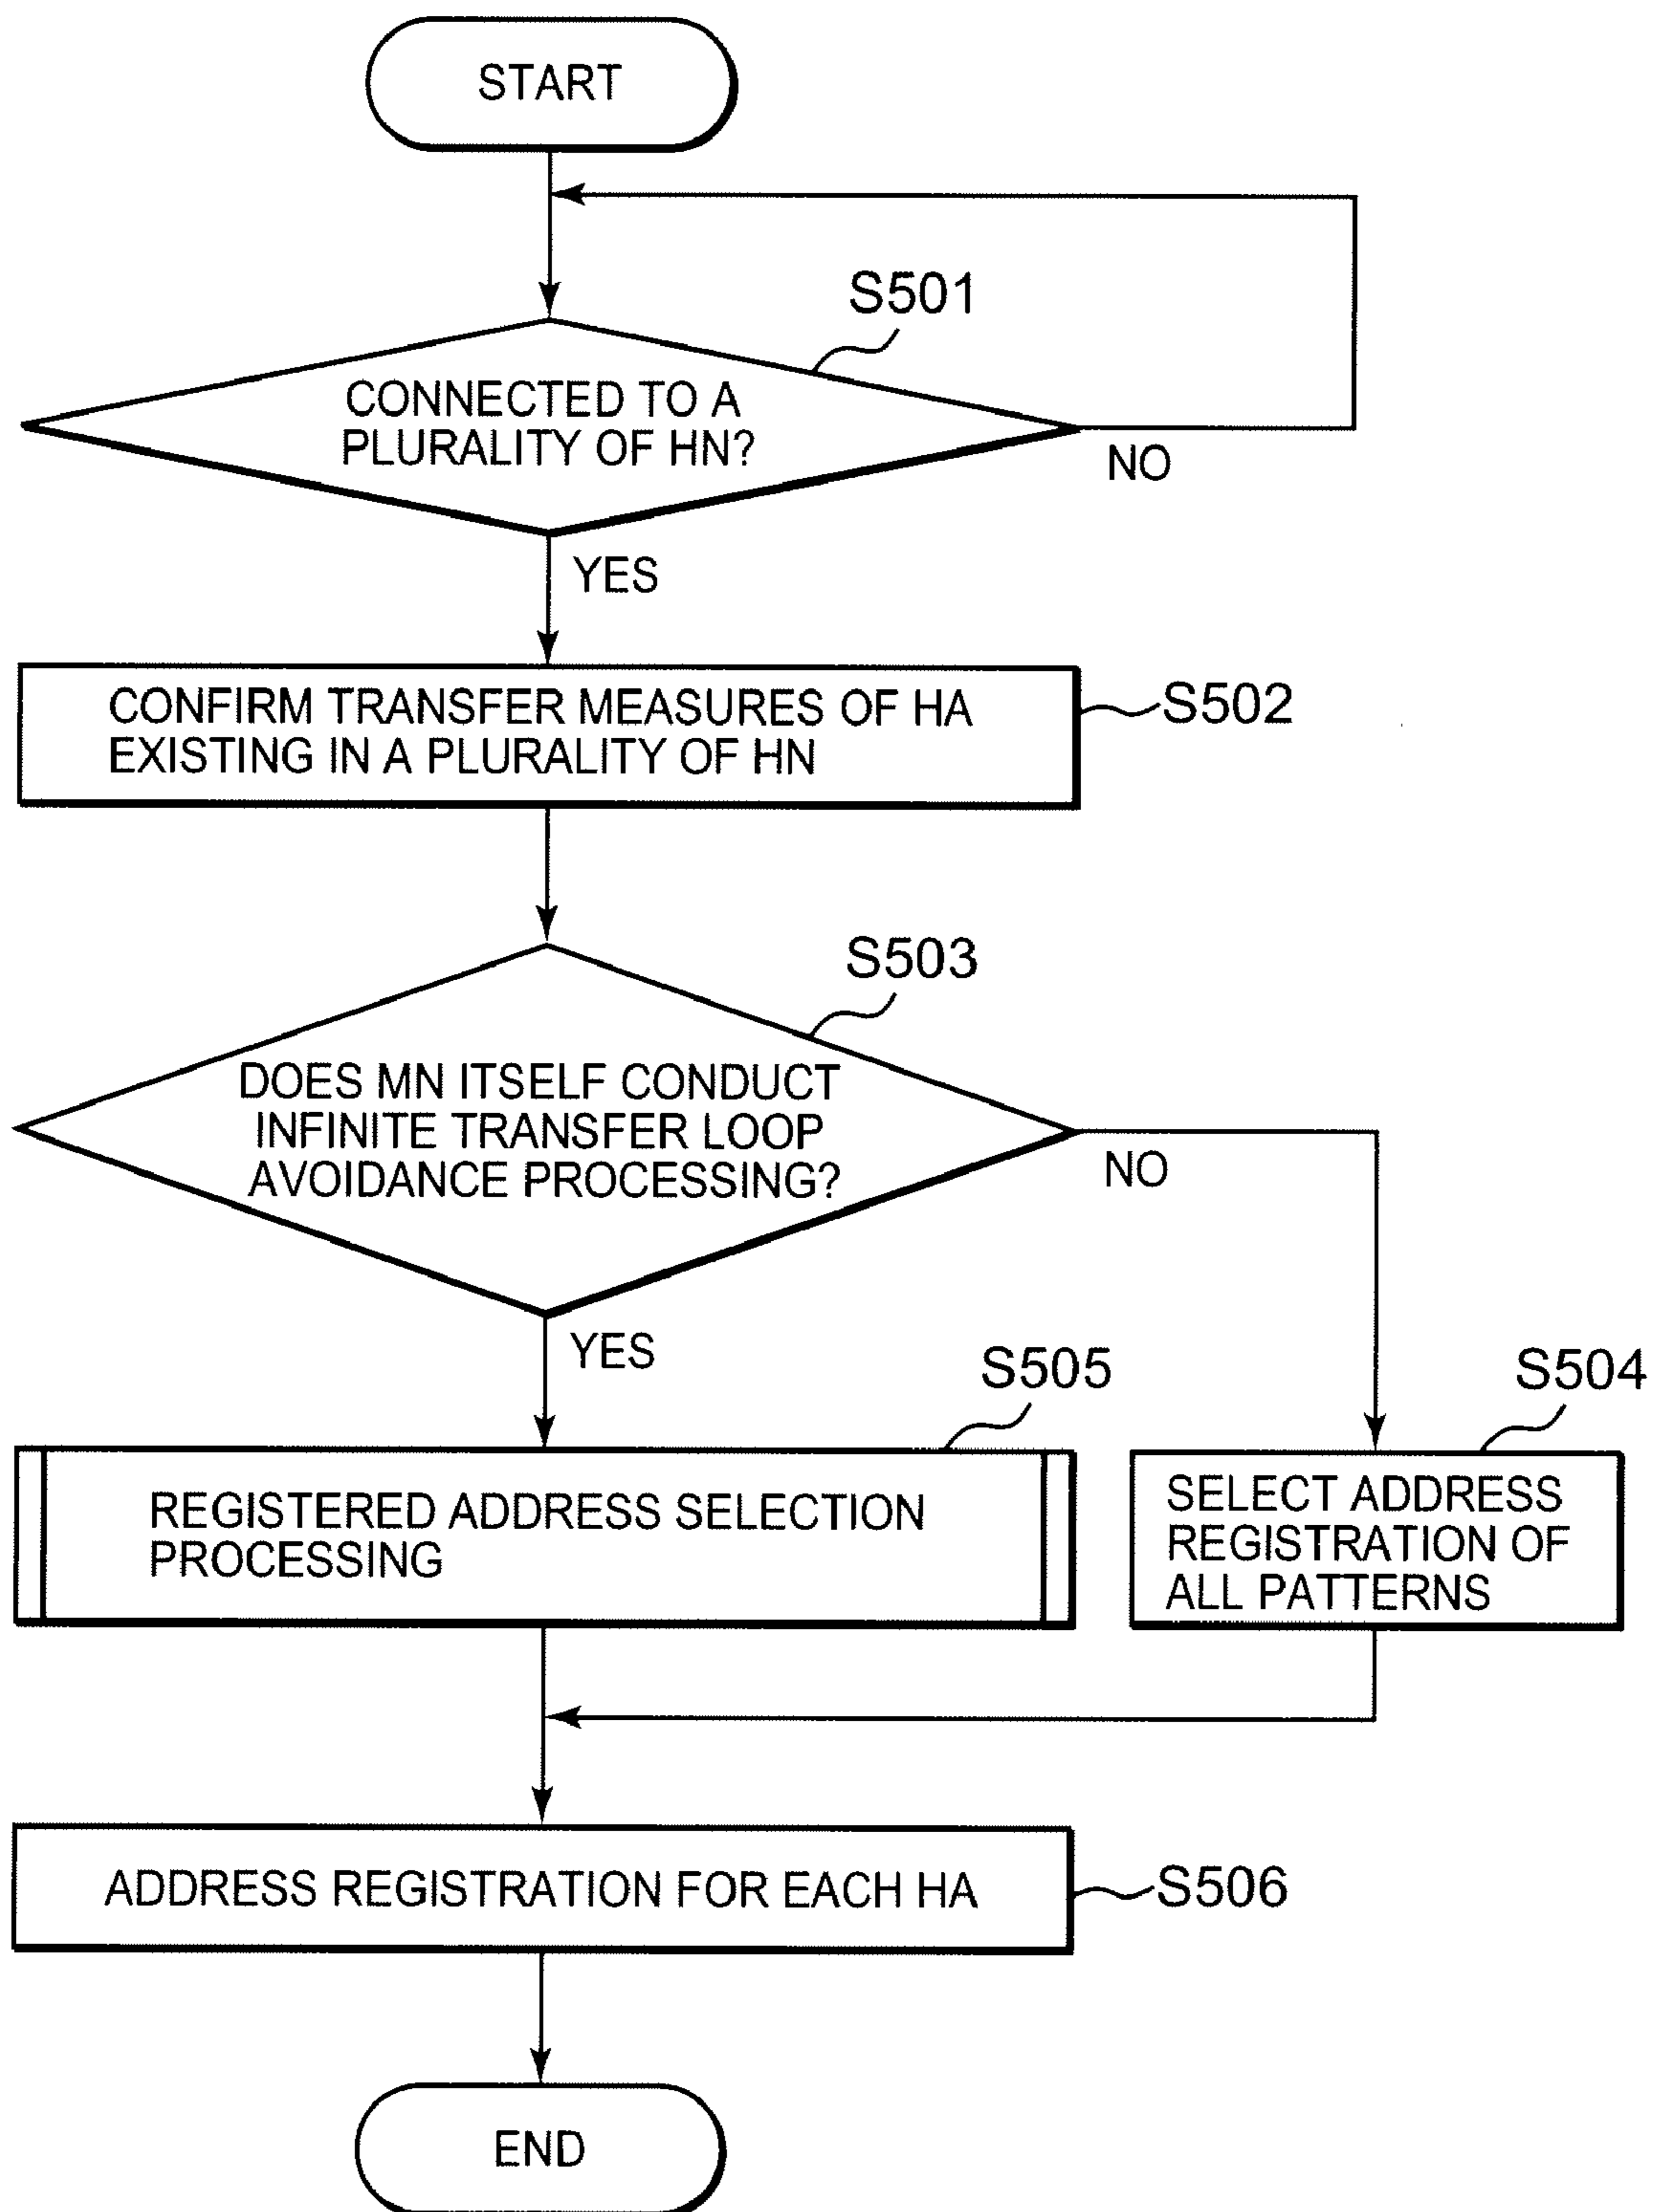 START
S501
CONNECTED TO A
PLURALITY OF HN?
NO
YES
CONFIRM TRANSFER MEASURES OF HA
EXISTING IN A PLURALITY OF HN
S502
S503
DOES MN ITSELF CONDUCT
INFINITE TRANSFER LOOP
AVOIDANCE PROCESSING?
NO
YES
S505
S504
REGISTERED ADDRESS SELECTION
PROCESSING
SELECT ADDRESS
REGISTRATION OF
ALL PATTERNS
ADDRESS REGISTRATION FOR EACH HA
S506
END